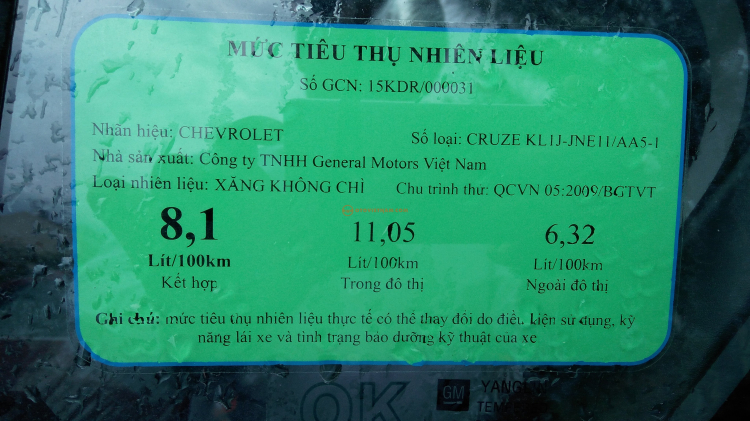 MỨC TIÊU THỤ NHIÊN LIỆU
Số GCN: 15KDR/000031
Nhãn hiệu: CHEVROLET
Số loại: CRUZE KL1J-JNE11/AA5-1
Nhà sản xuất: Công ty TNHH General Motors Việt Nam
Loại nhiên liệu: XĂNG KHÔNG CHÌ
Chu trình thử: QCVN 05:2009/BGTVT
8,1 11,05 6,32
Lít/100km Lít/100km Lít/100km
Kết hợp Trong đô thị Ngoài đô thị
Ghi chú: mức tiêu thụ nhiên liệu thực tế có thể thay đổi do điều kiện sử dụng, kỹ
năng lái xe và tình trạng bảo dưỡng kỹ thuật của xe
OK
GM